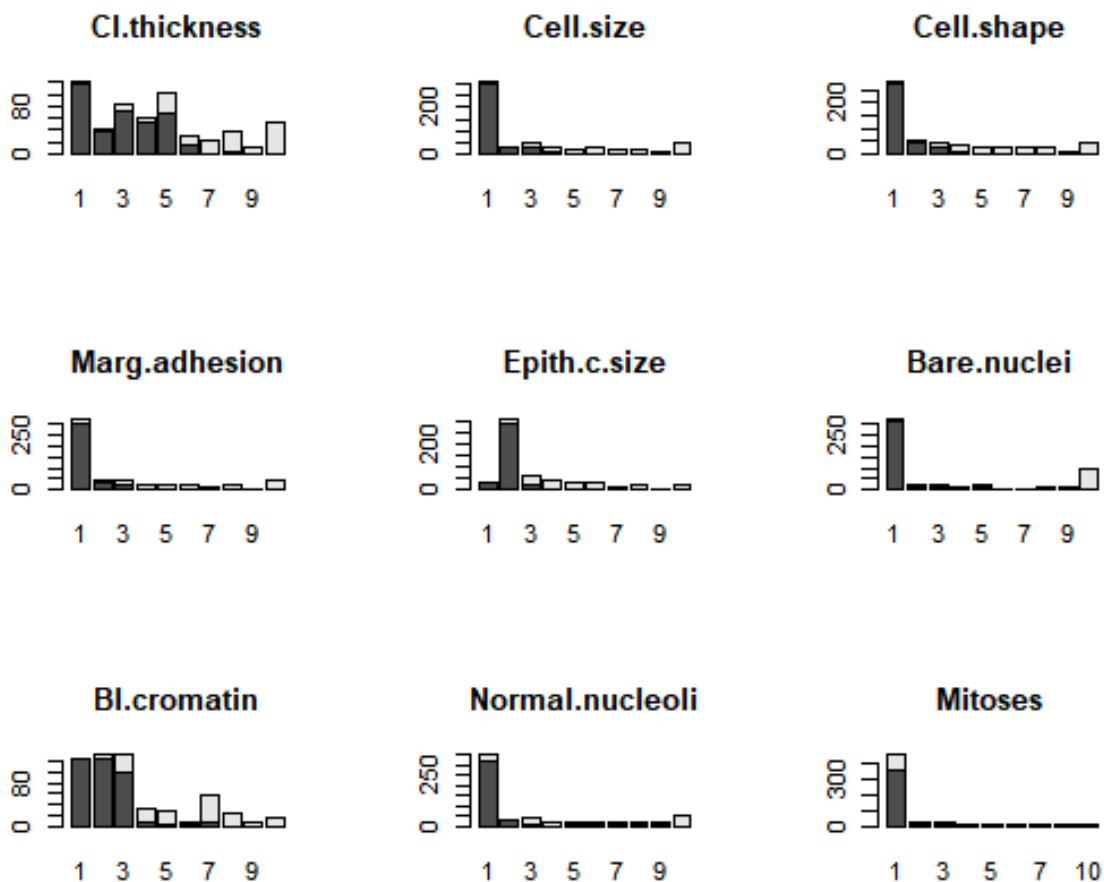 Cl.thickness
80
0
1 3 5 7 9
Cell.size
200
0
1 3 5 7 9
Cell.shape
200
0
1 3 5 7 9
Marg.adhesion
250
0
1 3 5 7 9
Epith.c.size
200
0
1 3 5 7 9
Bare.nuclei
250
0
1 3 5 7 9
Bl.cromatin
80
0
1 3 5 7 9
Normal.nucleoli
250
0
1 3 5 7 9
Mitoses
300
0
1 3 5 7 10